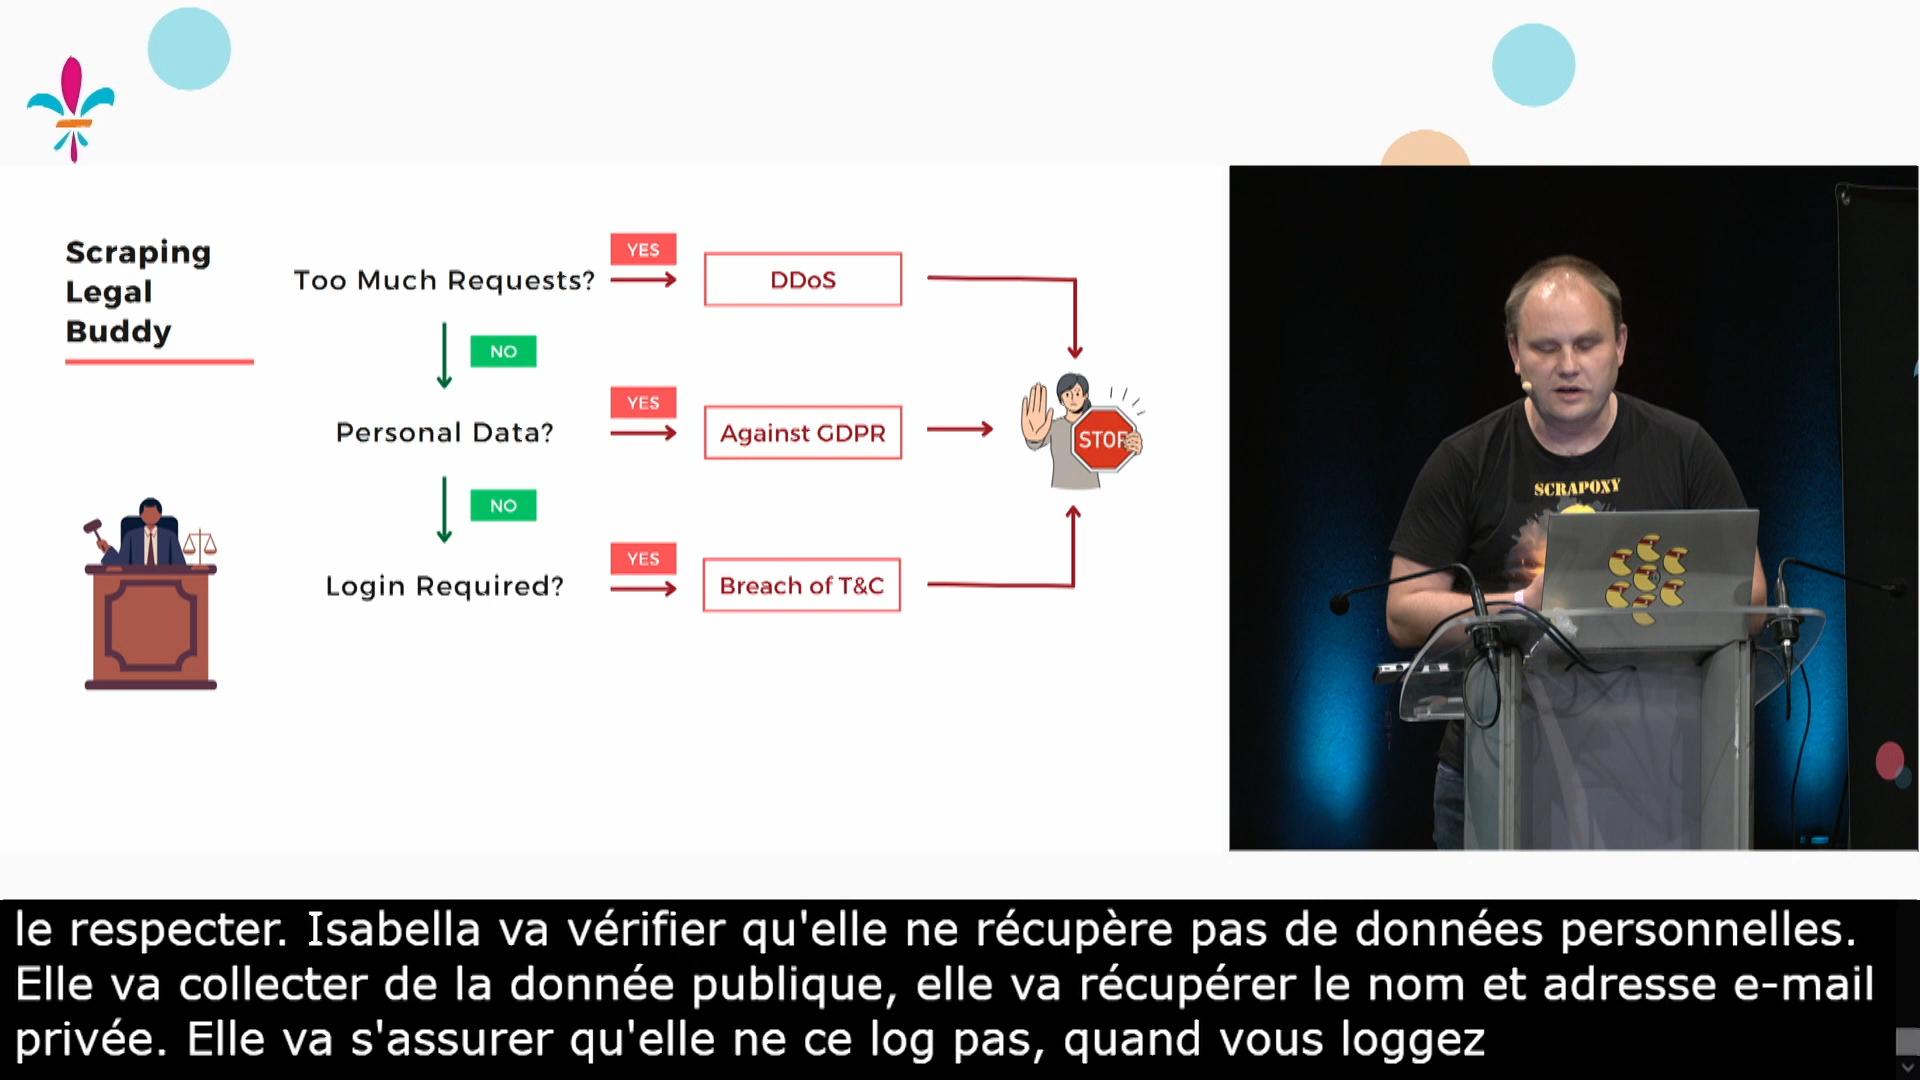 Scraping
Legal
Buddy
Too Much Requests?
YES
DDoS
NO
Personal Data?
YES
Against GDPR
STOP
NO
Login Required?
YES
Breach of T&C
SCRAPOXY
le respecter. Isabella va vérifier qu'elle ne récupère pas de données personnelles.
Elle va collecter de la donnée publique, elle va récupérer le nom et adresse e-mail
privée. Elle va s'assurer qu'elle ne ce log pas, quand vous loggez